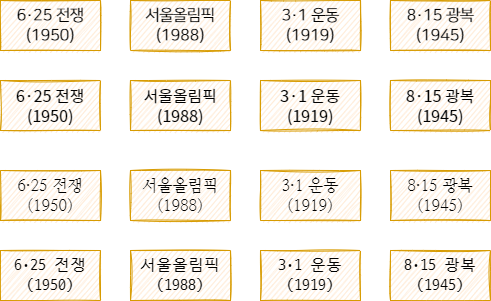 6·25 전쟁
(1950)
서울올림픽
(1988)
3·1 운동
(1919)
8·15 광복
(1945)
6·25 전쟁
(1950)
서울올림픽
(1988)
3·1 운동
(1919)
8·15 광복
(1945)
6·25 전쟁
(1950)
서울올림픽
(1988)
3·1 운동
(1919)
8·15 광복
(1945)
6·25 전쟁
(1950)
서울올림픽
(1988)
3·1 운동
(1919)
8·15 광복
(1945)